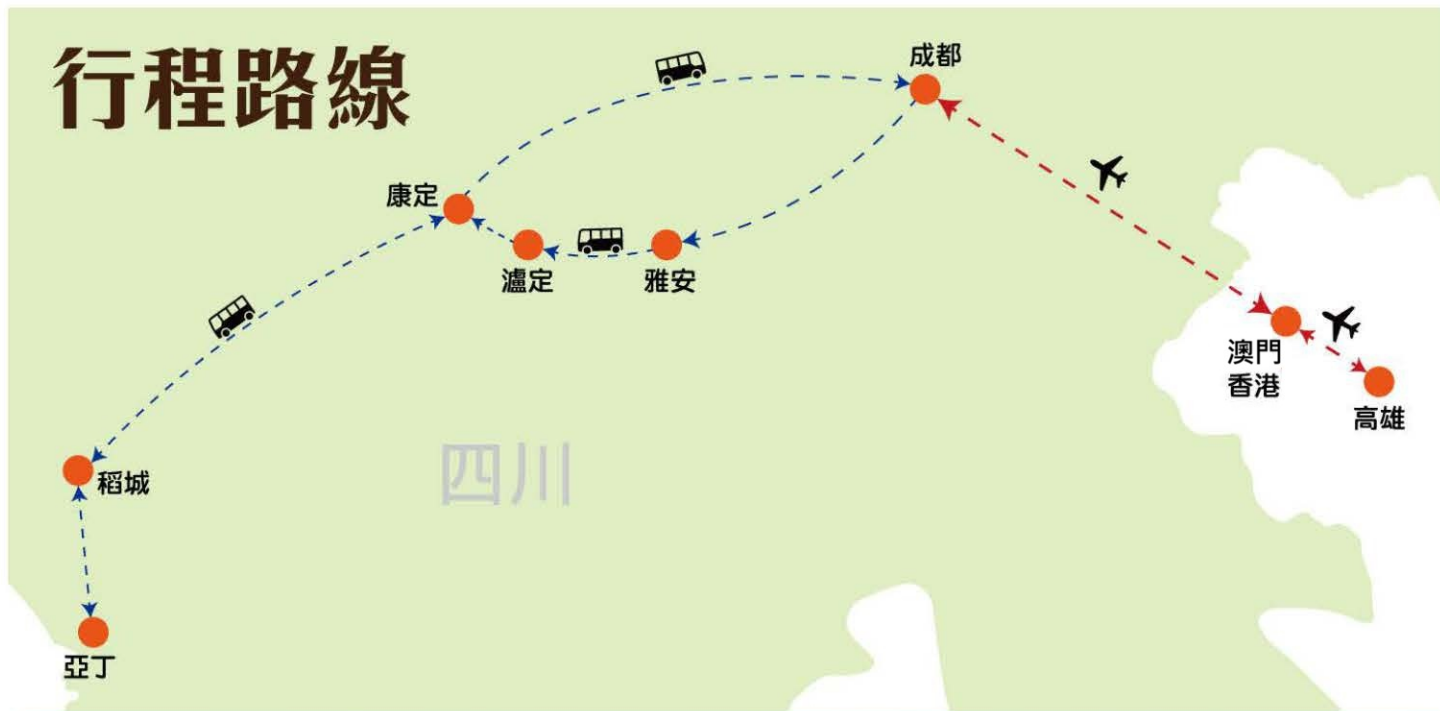 行程路線
成都
康定
瀘定
雅安
澳門
香港
高雄
稻城
四川
亞丁